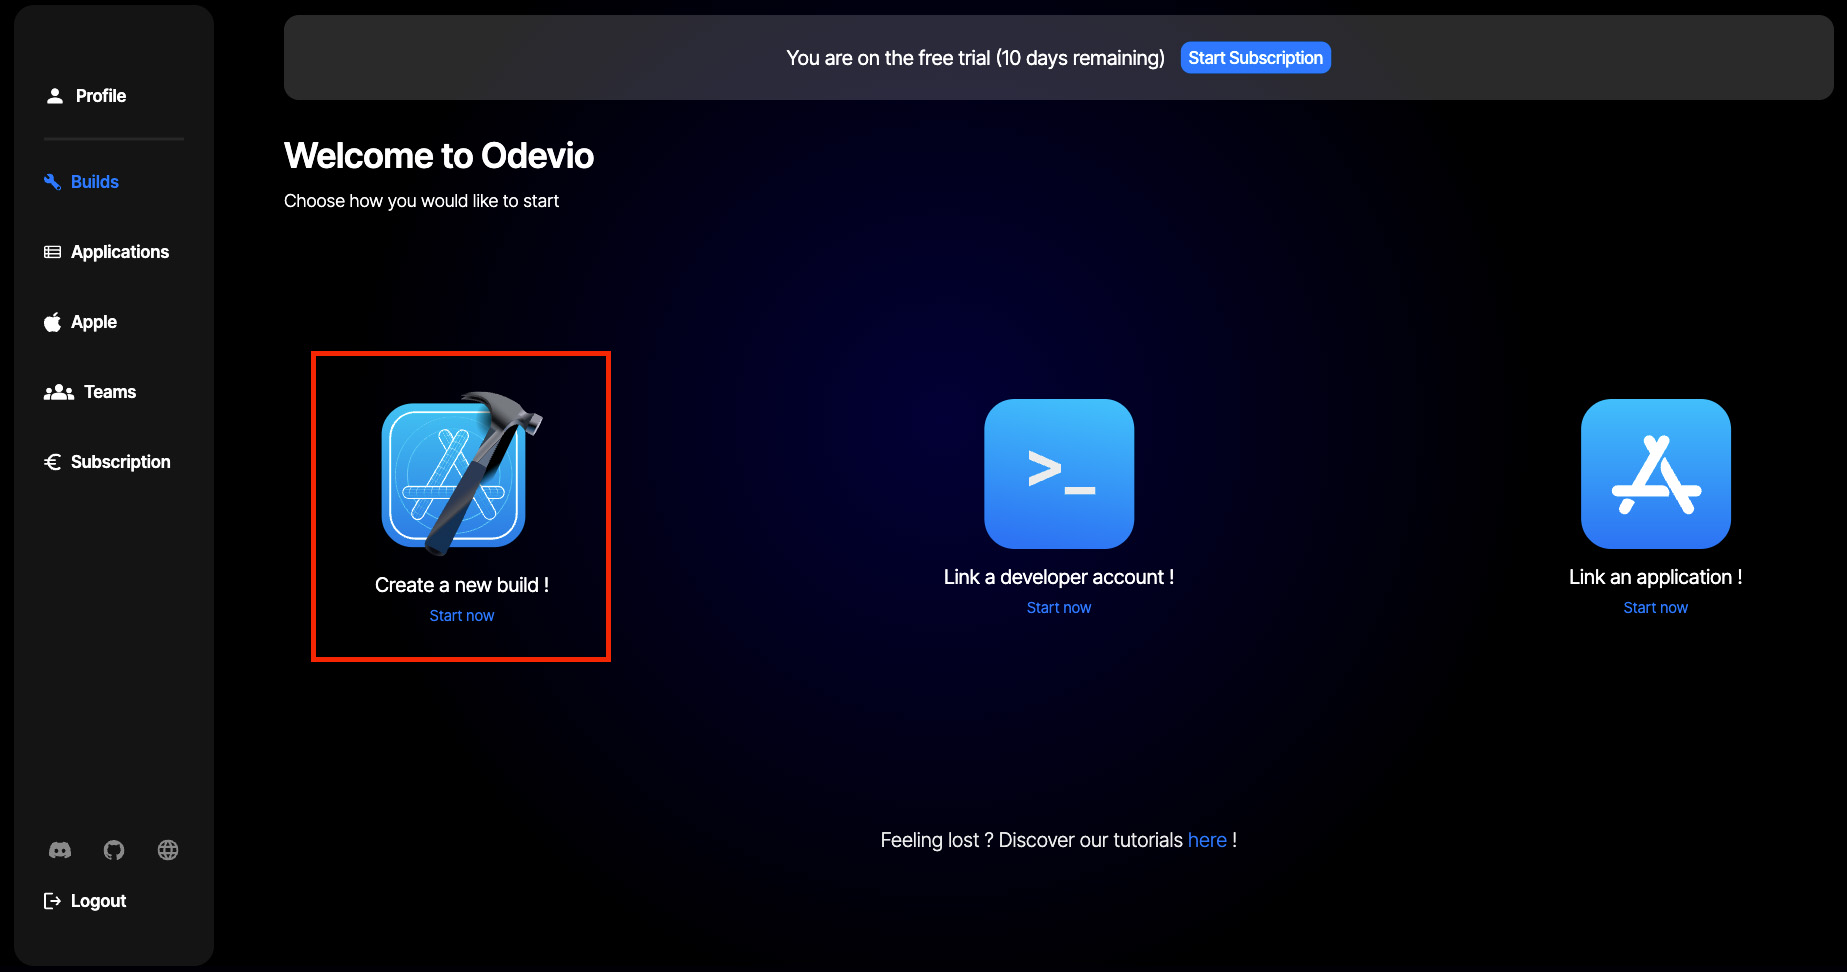 Profile
Builds
Applications
Apple
Teams
Subscription
Logout
You are on the free trial (10 days remaining) Start Subscription
Welcome to Odevio
Choose how you would like to start
Create a new build !
Start now
>_
Link a developer account !
Start now
Link an application !
Start now
Feeling lost ? Discover our tutorials here !